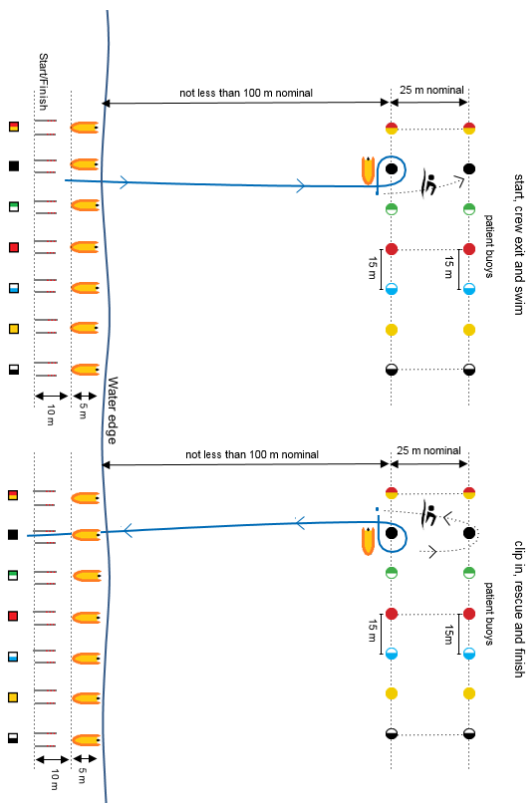 Start/Finish
not less than 100 m nominal
25 m nominal
start, crew exit and swim
patient buoys
15 m
15 m
10 m
5 m
Water edge
not less than 100 m nominal
25 m nominal
clip in, rescue and finish
patient buoys
15 m
15m
10 m
5 m